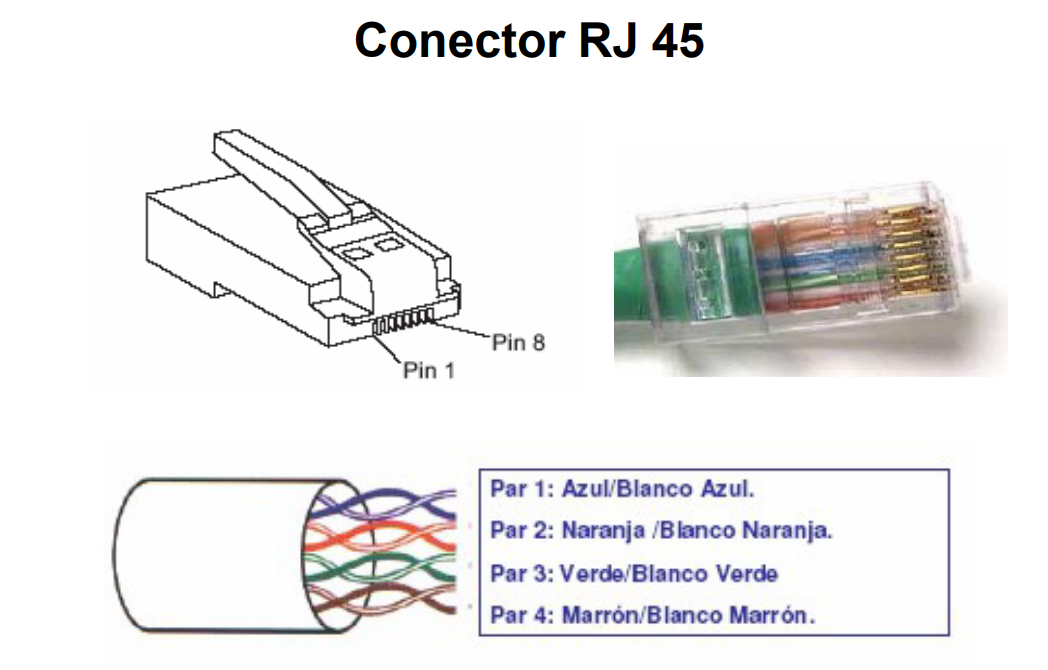 Conector RJ 45
Pin 8
Pin 1
Par 1: Azul/Blanco Azul.
Par 2: Naranja /Blanco Naranja.
Par 3: Verde/Blanco Verde
Par 4: Marrón/Blanco Marrón.